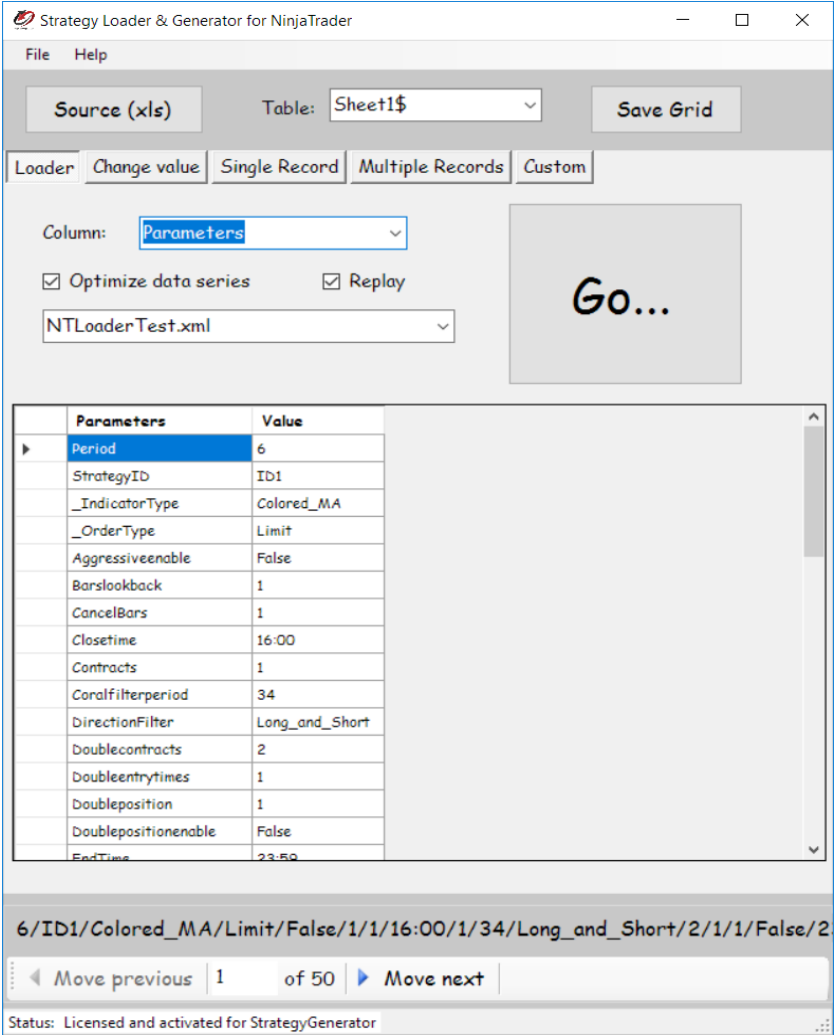 Strategy Loader & Generator for NinjaTrader
File Help
Source (xls) Table: Sheet1$ Save Grid
Loader Change value Single Record Multiple Records Custom
Column: Parameters
Optimize data series Replay
Go...
NTLoaderTest.xml
Parameters Value
Period 6
StrategyID ID1
_IndicatorType Colored_MA
_OrderType Limit
Aggressiveenable False
Barslookback 1
CancelBars 1
Closetime 16:00
Contracts 1
Coralfilterperiod 34
DirectionFilter Long_and_Short
Doublecontracts 2
Doubleentrytimes 1
Doubleposition 1
Doublepositionenable False
EndTime 23:59
6/ID1/Colored_MA/Limit/False/1/1/16:00/1/34/Long_and_Short/2/1/1/False/2
Move previous 1 of 50 Move next
Status: Licensed and activated for StrategyGenerator